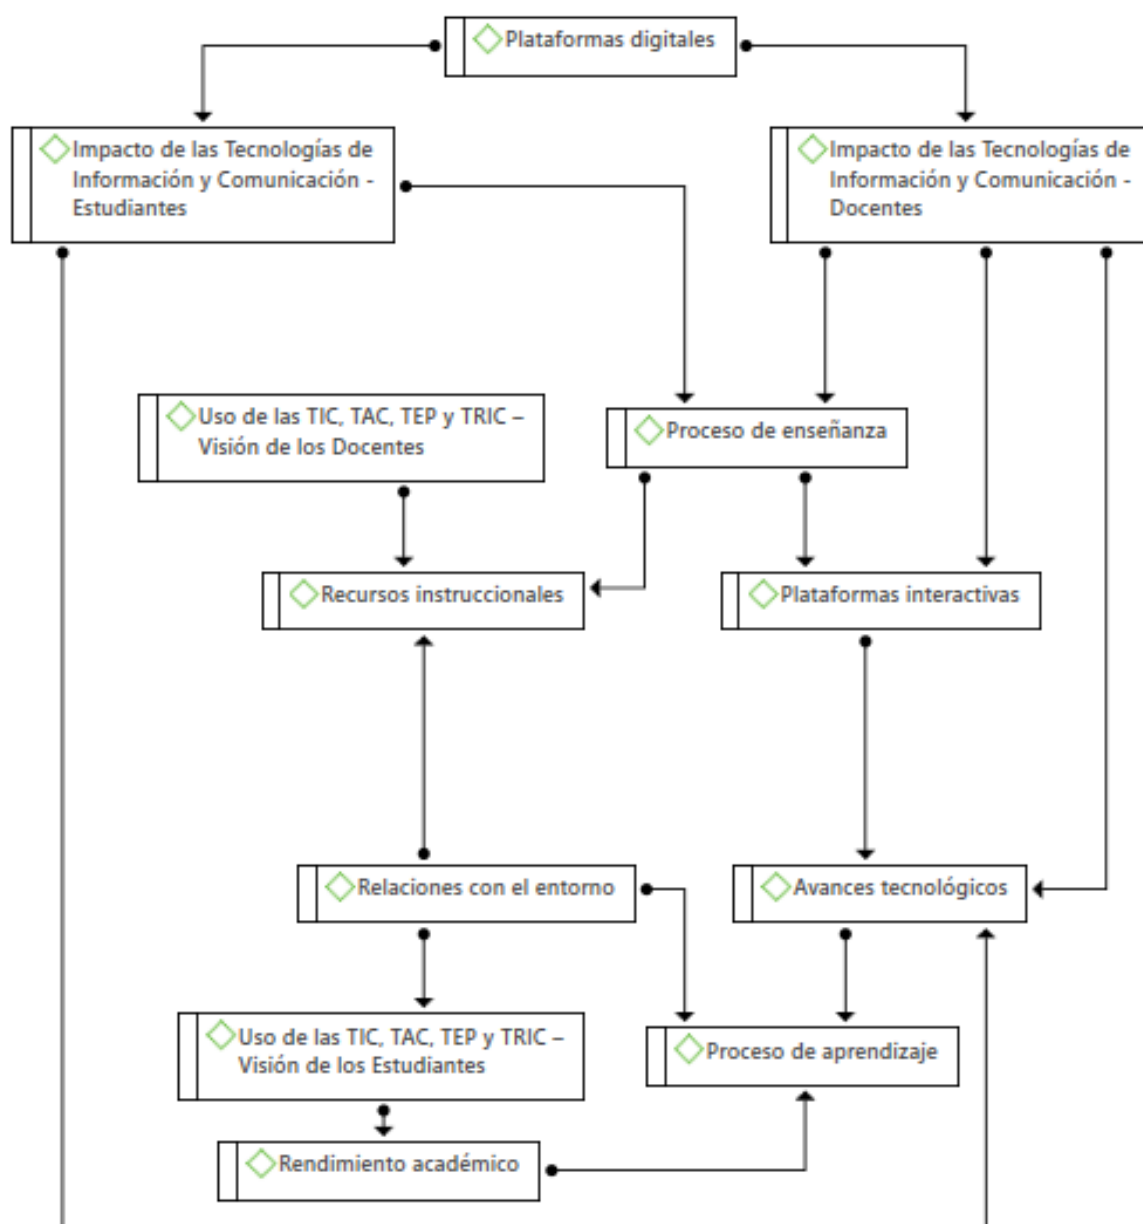 Plataformas digitales
Impacto de las Tecnologías de
Información y Comunicación -
Estudiantes
Impacto de las Tecnologías de
Información y Comunicación -
Docentes
Uso de las TIC, TAC, TEP y TRIC –
Visión de los Docentes
Proceso de enseñanza
Recursos instruccionales
Plataformas interactivas
Relaciones con el entorno
Avances tecnológicos
Uso de las TIC, TAC, TEP y TRIC –
Visión de los Estudiantes
Proceso de aprendizaje
Rendimiento académico